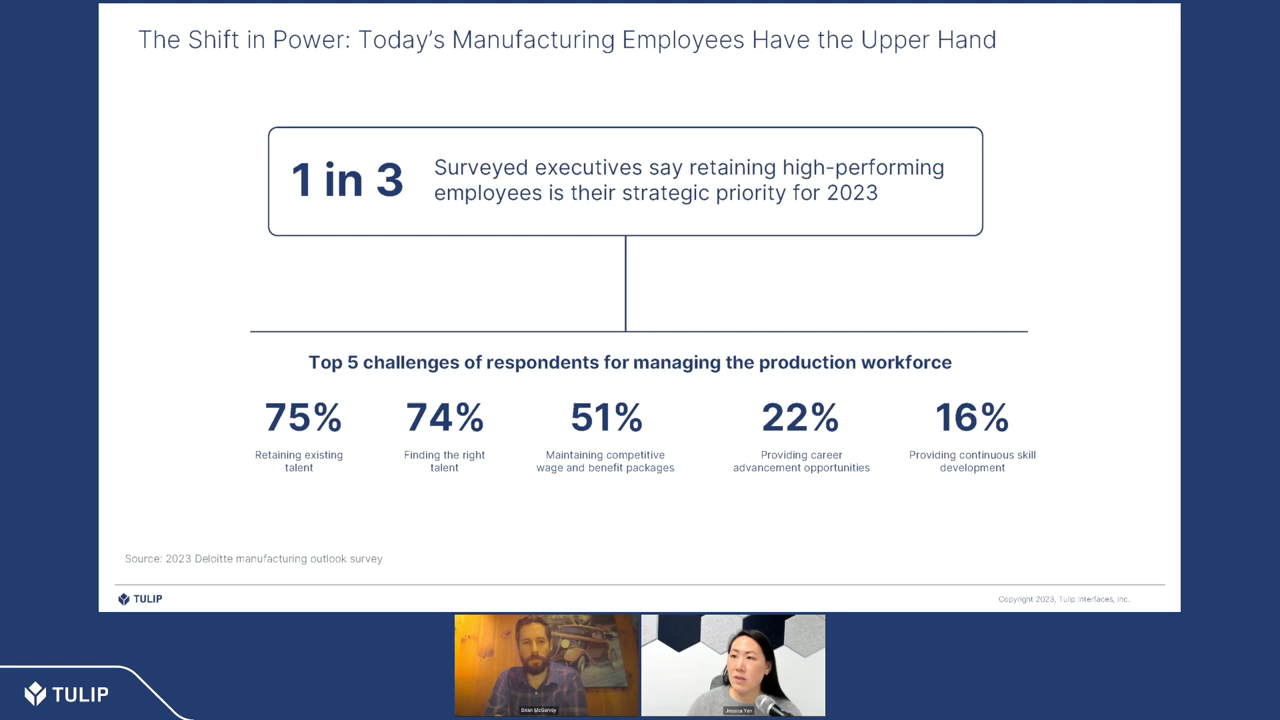 The Shift in Power: Today's Manufacturing Employees Have the Upper Hand
1 in 3
Surveyed executives say retaining high-performing
employees is their strategic priority for 2023
Top 5 challenges of respondents for managing the production workforce
75%
Retaining existing
talent
74%
Finding the right
talent
51%
Maintaining competitive
wage and benefit packages
22%
Providing career
advancement opportunities
16%
Providing continuous skill
development
Source: 2023 Deloitte manufacturing outlook survey
TULIP
Copyright 2023, Tulip Interfaces, Inc.
Brian McGarvey
Jessica Yen
TULIP